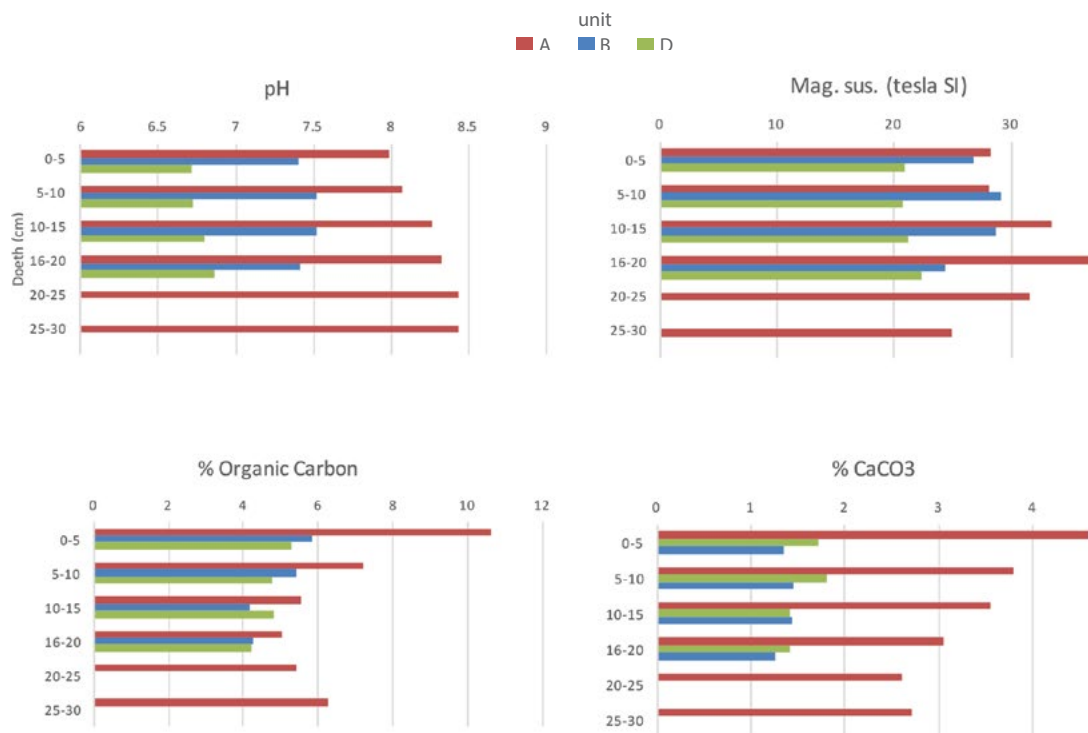 unit
A B D
pH
6 6.5 7 7.5 8 8.5 9
Doeth (cm)
0-5
5-10
10-15
16-20
20-25
25-30
Mag. sus. (tesla SI)
0 10 20 30
0-5
5-10
10-15
16-20
20-25
25-30
% Organic Carbon
0 2 4 6 8 10 12
0-5
5-10
10-15
16-20
20-25
25-30
% CaCO3
0 1 2 3 4
0-5
5-10
10-15
16-20
20-25
25-30